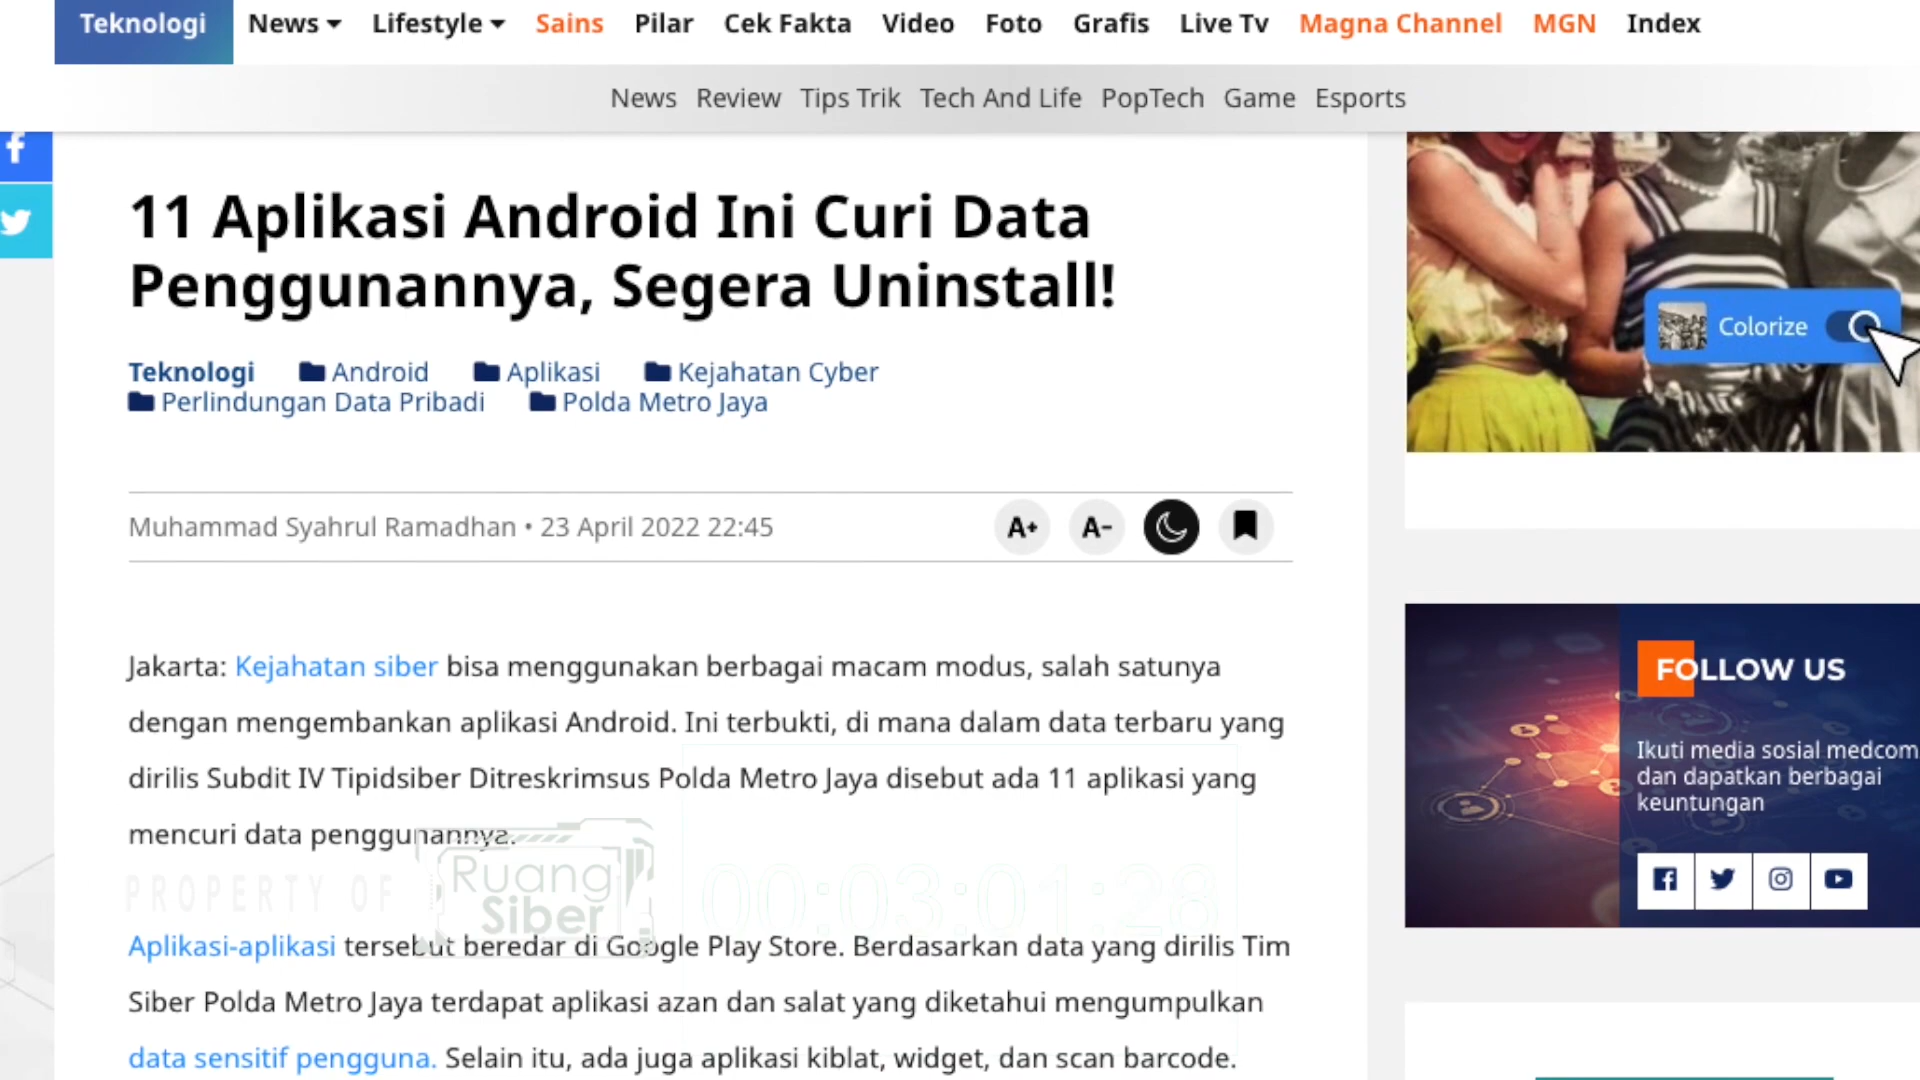 Teknologi News Lifestyle Sains Pilar Cek Fakta Video Foto Grafis Live Tv Magna Channel MGN Index
News Review Tips Trik Tech And Life PopTech Game Esports
11 Aplikasi Android Ini Curi Data
Penggunannya, Segera Uninstall!
Teknologi Android Aplikasi Kejahatan Cyber
Perlindungan Data Pribadi Polda Metro Jaya
Muhammad Syahrul Ramadhan • 23 April 2022 22:45
A+ A-
Jakarta: Kejahatan siber bisa menggunakan berbagai macam modus, salah satunya
dengan mengembankan aplikasi Android. Ini terbukti, di mana dalam data terbaru yang
dirilis Subdit IV Tipidsiber Ditreskrimsus Polda Metro Jaya disebut ada 11 aplikasi yang
mencuri data penggunannya.
PROPERTY OF
Ruang
Siber
00:03:01:28
Aplikasi-aplikasi tersebut beredar di Google Play Store. Berdasarkan data yang dirilis Tim
Siber Polda Metro Jaya terdapat aplikasi azan dan salat yang diketahui mengumpulkan
data sensitif pengguna. Selain itu, ada juga aplikasi kiblat, widget, dan scan barcode.
Colorize
FOLLOW US
Ikuti media sosial medcom
dan dapatkan berbagai
keuntungan